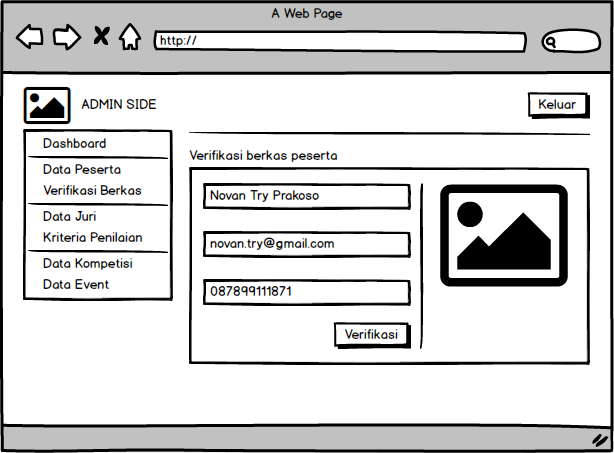 A Web Page
http://
ADMIN SIDE
Keluar
Dashboard
Data Peserta
Verifikasi Berkas
Data Juri
Kriteria Penilaian
Data Kompetisi
Data Event
Verifikasi berkas peserta
Novan Try Prakoso
novan.try@gmail.com
087899111871
Verifikasi